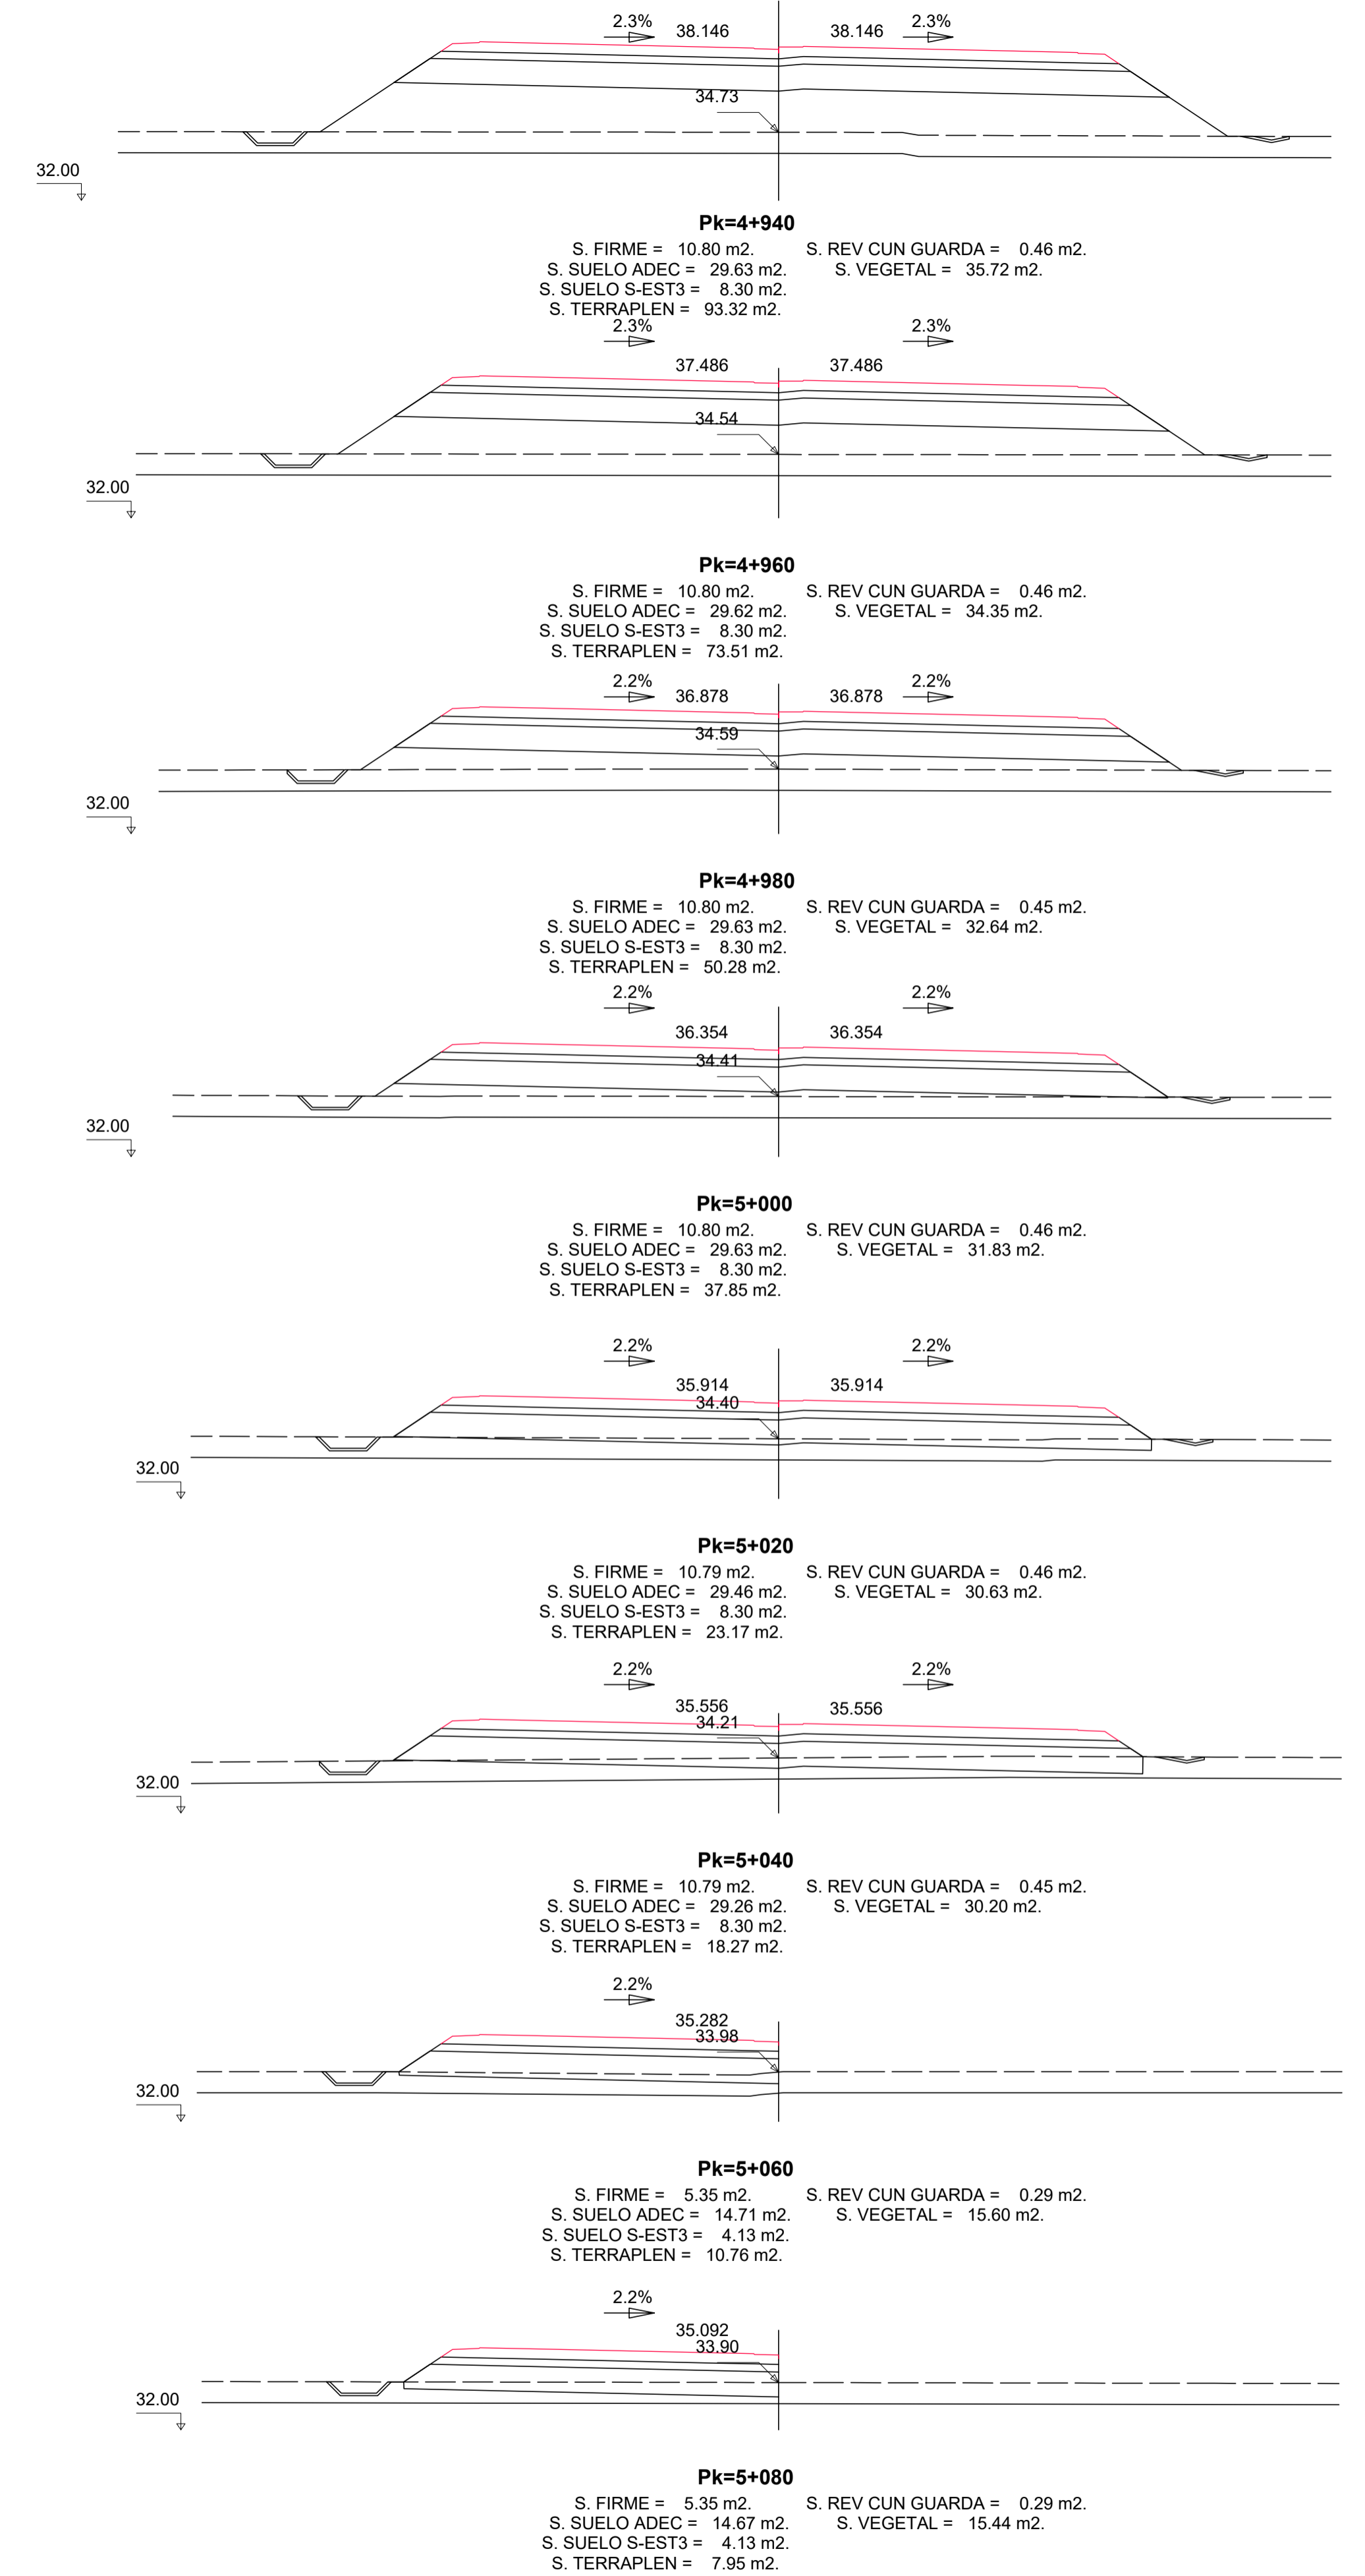 2.3% 2.3%
38.146 38.146
34.73
32.00
Pk=4+940
S. FIRME = 10.80 m2. S. REV CUN GUARDA = 0.46 m2.
S. SUELO ADEC = 29.63 m2. S. VEGETAL = 35.72 m2.
S. SUELO S-EST3 = 8.30 m2.
S. TERRAPLEN = 93.32 m2.
2.3% 2.3%
37.486 37.486
34.54
32.00
Pk=4+960
S. FIRME = 10.80 m2. S. REV CUN GUARDA = 0.46 m2.
S. SUELO ADEC = 29.62 m2. S. VEGETAL = 34.35 m2.
S. SUELO S-EST3 = 8.30 m2.
S. TERRAPLEN = 73.51 m2.
2.2% 2.2%
36.878 36.878
34.59
32.00
Pk=4+980
S. FIRME = 10.80 m2. S. REV CUN GUARDA = 0.45 m2.
S. SUELO ADEC = 29.63 m2. S. VEGETAL = 32.64 m2.
S. SUELO S-EST3 = 8.30 m2.
S. TERRAPLEN = 50.28 m2.
2.2% 2.2%
36.354 36.354
34.41
32.00
Pk=5+000
S. FIRME = 10.80 m2. S. REV CUN GUARDA = 0.46 m2.
S. SUELO ADEC = 29.63 m2. S. VEGETAL = 31.83 m2.
S. SUELO S-EST3 = 8.30 m2.
S. TERRAPLEN = 37.85 m2.
2.2% 2.2%
35.914 35.914
34.40
32.00
Pk=5+020
S. FIRME = 10.79 m2. S. REV CUN GUARDA = 0.46 m2.
S. SUELO ADEC = 29.46 m2. S. VEGETAL = 30.63 m2.
S. SUELO S-EST3 = 8.30 m2.
S. TERRAPLEN = 23.17 m2.
2.2% 2.2%
35.556 35.556
34.21
32.00
Pk=5+040
S. FIRME = 10.79 m2. S. REV CUN GUARDA = 0.45 m2.
S. SUELO ADEC = 29.26 m2. S. VEGETAL = 30.20 m2.
S. SUELO S-EST3 = 8.30 m2.
S. TERRAPLEN = 18.27 m2.
2.2%
35.282
33.98
32.00
Pk=5+060
S. FIRME = 5.35 m2. S. REV CUN GUARDA = 0.29 m2.
S. SUELO ADEC = 14.71 m2. S. VEGETAL = 15.60 m2.
S. SUELO S-EST3 = 4.13 m2.
S. TERRAPLEN = 10.76 m2.
2.2%
35.092
33.90
32.00
Pk=5+080
S. FIRME = 5.35 m2. S. REV CUN GUARDA = 0.29 m2.
S. SUELO ADEC = 14.67 m2. S. VEGETAL = 15.44 m2.
S. SUELO S-EST3 = 4.13 m2.
S. TERRAPLEN = 7.95 m2.